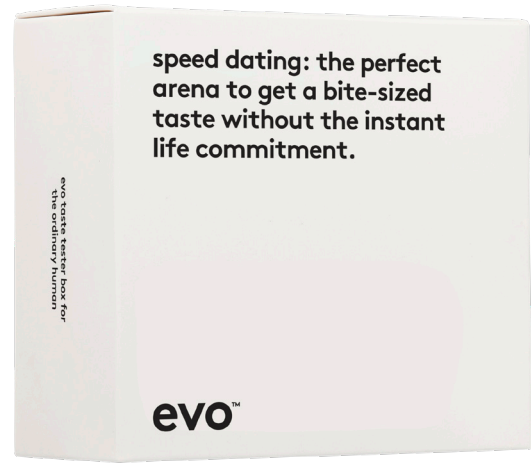 speed dating: the perfect
arena to get a bite-sized
taste without the instant
life commitment.
evo taste tester box for
the ordinary human
evo™